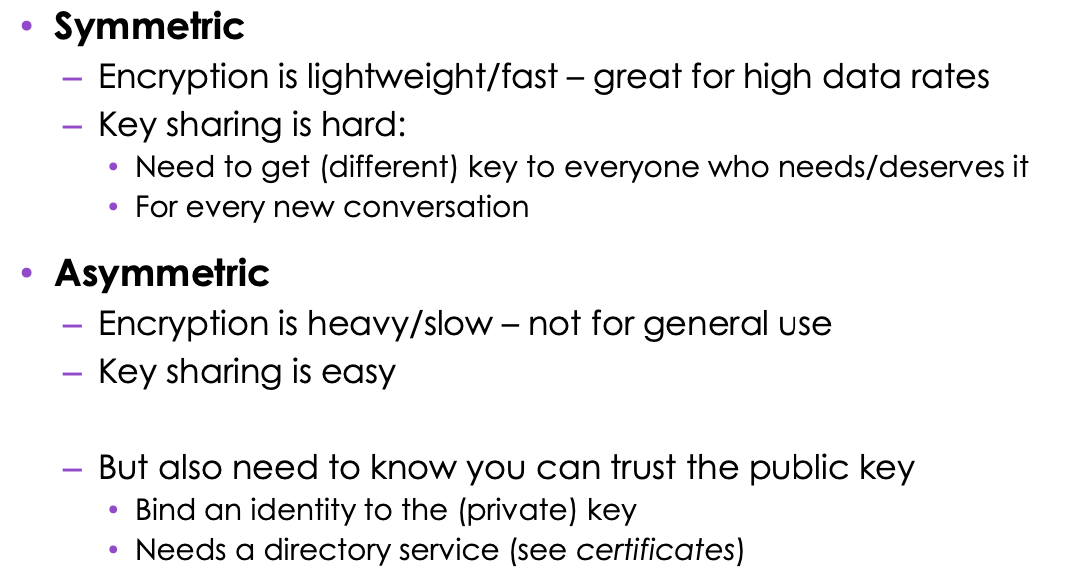 • Symmetric
– Encryption is lightweight/fast – great for high data rates
– Key sharing is hard:
• Need to get (different) key to everyone who needs/deserves it
• For every new conversation
• Asymmetric
– Encryption is heavy/slow – not for general use
– Key sharing is easy
– But also need to know you can trust the public key
• Bind an identity to the (private) key
• Needs a directory service (see certificates)